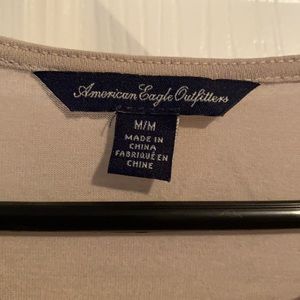 American Eagle Outfitters
M/M
MADE IN
CHINA
FABRIQUÉ EN
CHINE